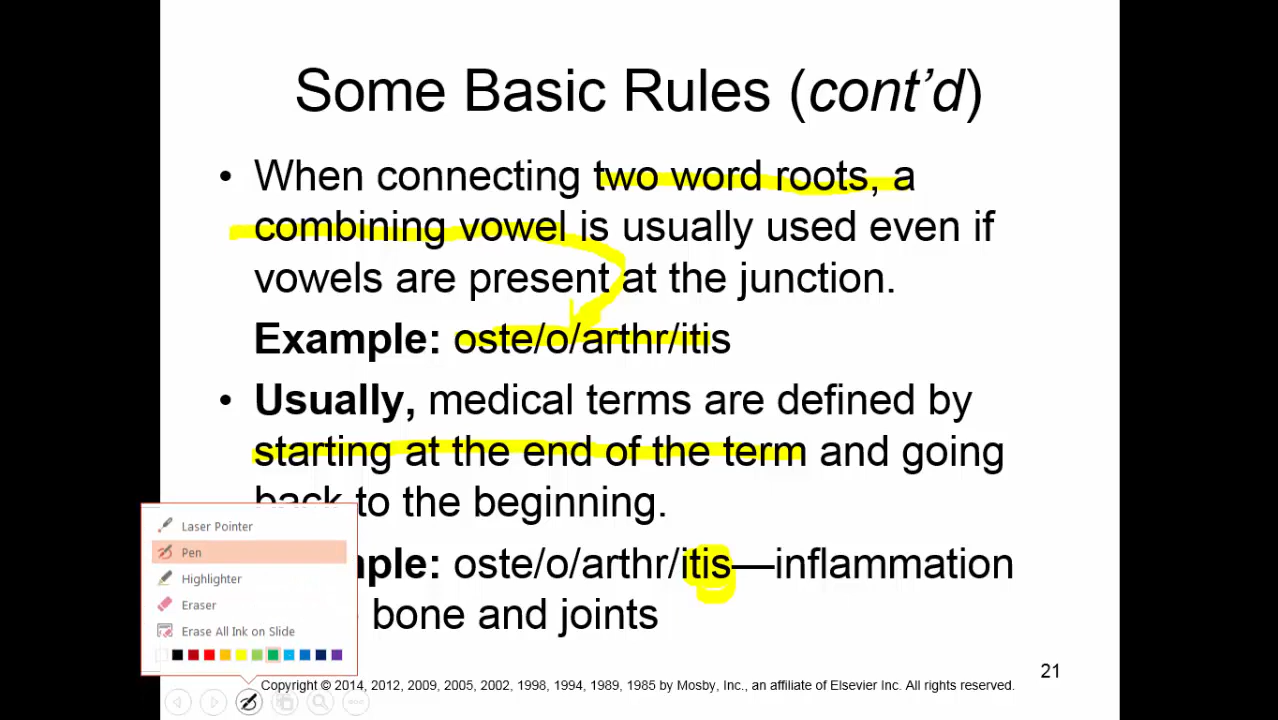 Some Basic Rules (cont’d)
• When connecting two word roots, a
combining vowel is usually used even if
vowels are present at the junction.
Example: oste/o/arthr/itis
• Usually, medical terms are defined by
starting at the end of the term and going
back to the beginning.
Laser Pointer
Pen
mple: oste/o/arthr/itis—inflammation
Highlighter
Eraser
bone and joints
Erase All Ink on Slide
21
Copyright © 2014, 2012, 2009, 2005, 2002, 1998, 1994, 1989, 1985 by Mosby, Inc., an affiliate of Elsevier Inc. All rights reserved.